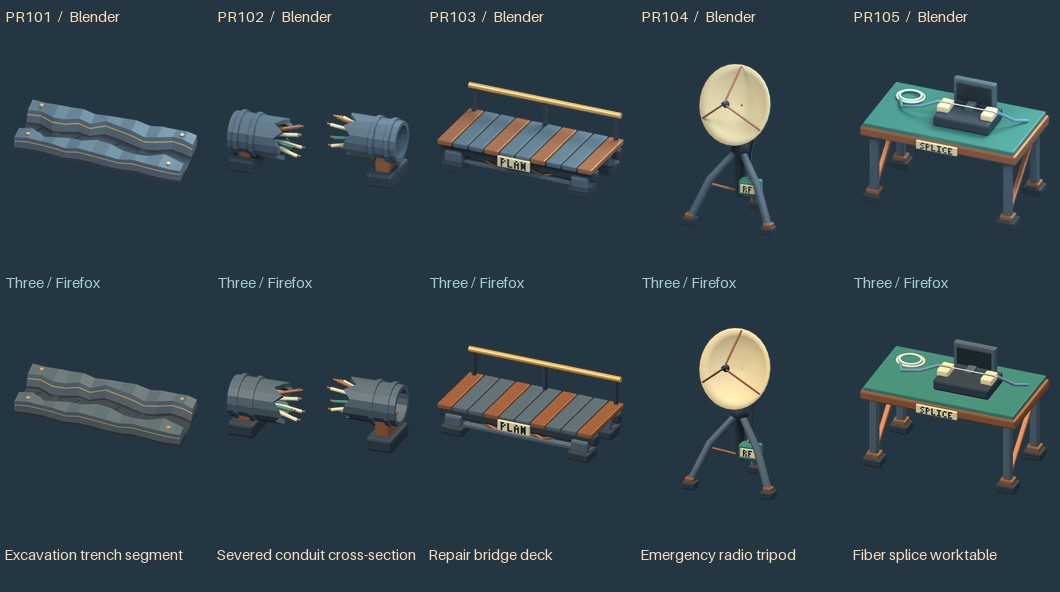 PR101 / Blender
PR102 / Blender
PR103 / Blender
PR104 / Blender
PR105 / Blender
PLAN
RF
SPLICE
Three / Firefox
Three / Firefox
Three / Firefox
Three / Firefox
Three / Firefox
PLAN
RF
SPLICE
Excavation trench segment
Severed conduit cross-section
Repair bridge deck
Emergency radio tripod
Fiber splice worktable